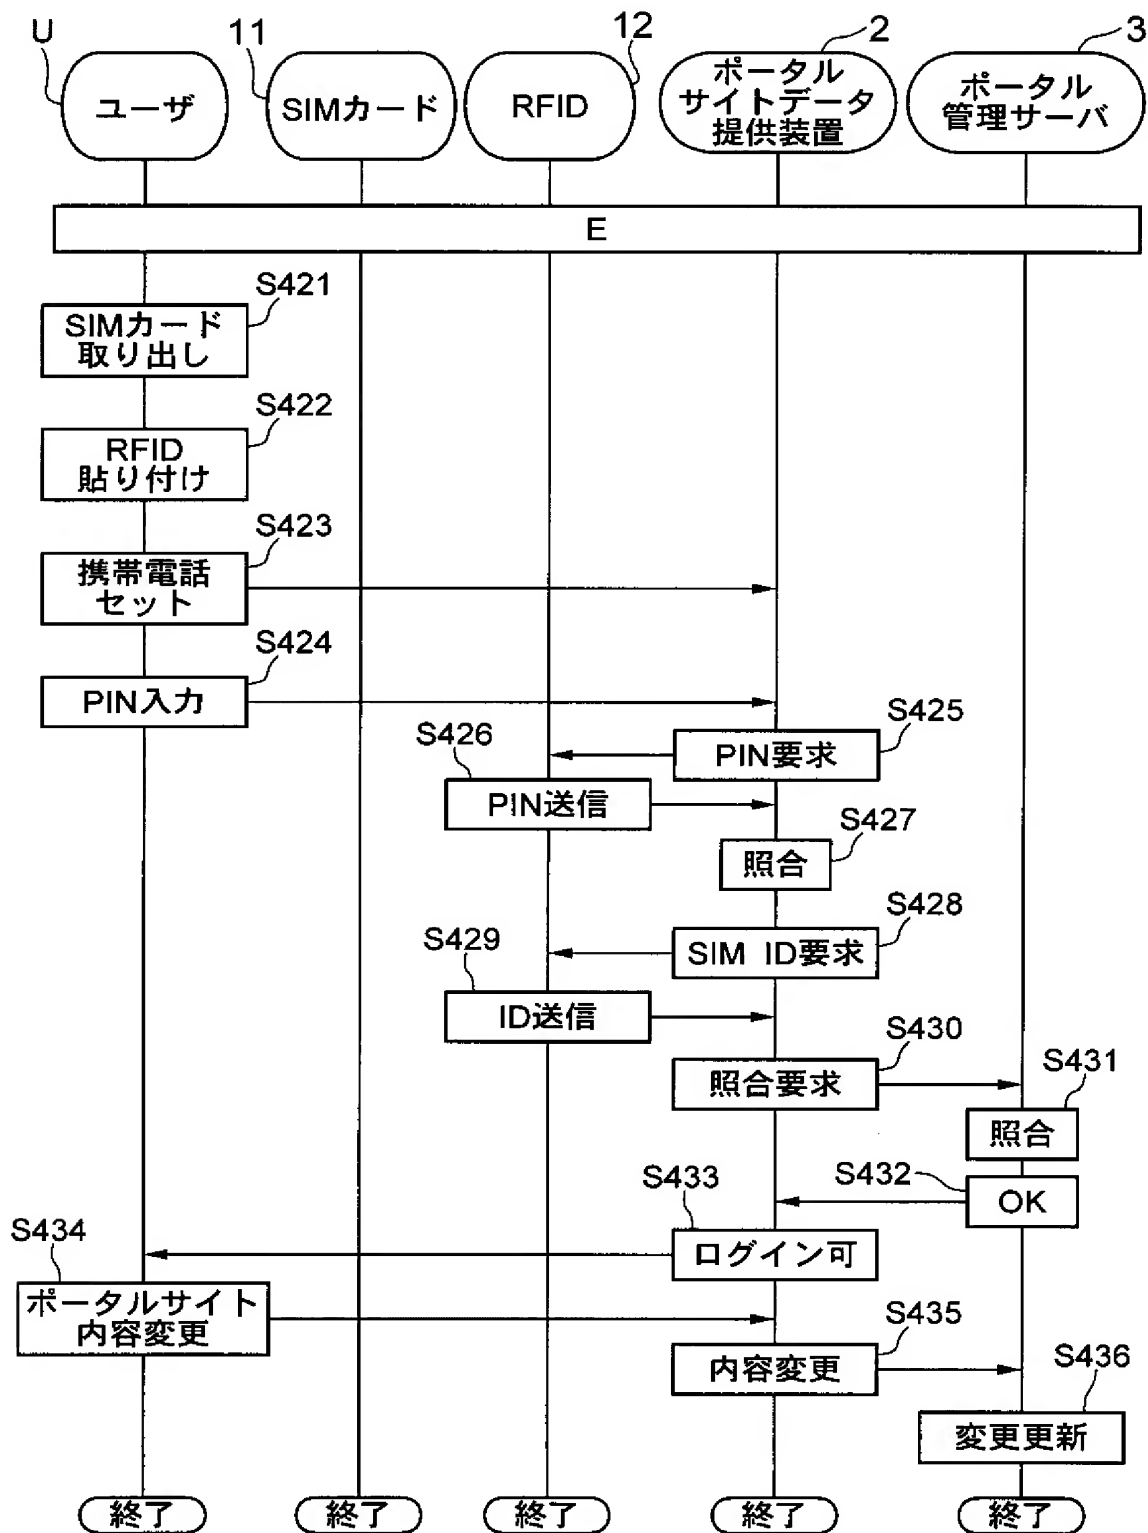 U
11
12
2
3
ユーザ
SIMカード
RFID
ポータル
サイトデータ
提供装置
ポータル
管理サーバ
E
S421
SIMカード
取り出し
S422
RFID
貼り付け
S423
携帯電話
セット
S424
PIN入力
S425
PIN要求
S426
PIN送信
S427
照合
S428
SIM ID要求
S429
ID送信
S430
照合要求
S431
照合
S432
OK
S433
ログイン可
S434
ポータルサイト
内容変更
S435
内容変更
S436
変更更新
終了
終了
終了
終了
終了